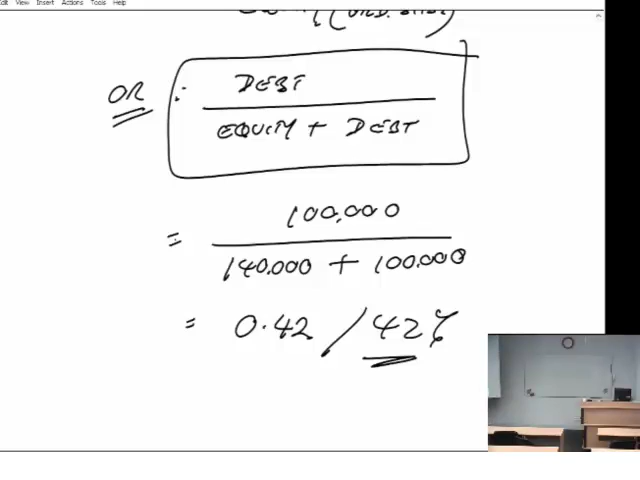 Edit View Insert Actions Tools Help
OR :- DEBT
EQUITY + DEBT
= 100,000
140,000 + 100,000
= 0.42 / 42%